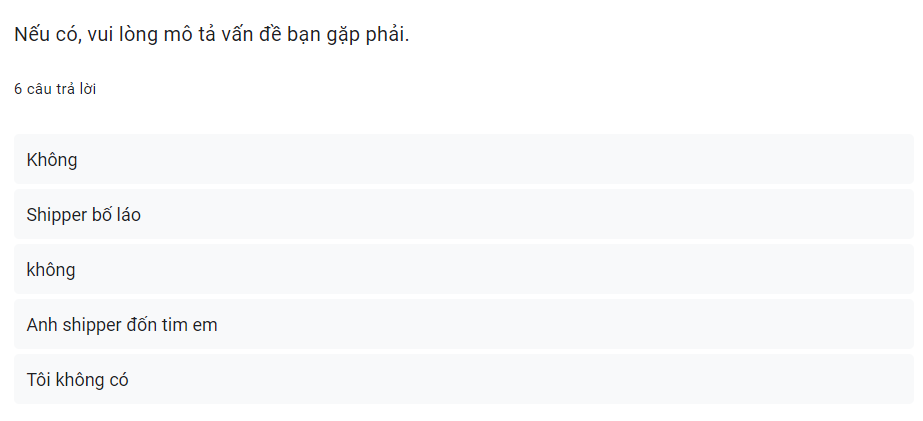 Nếu có, vui lòng mô tả vấn đề bạn gặp phải.
6 câu trả lời
Không
Shipper bố láo
không
Anh shipper đốn tim em
Tôi không có